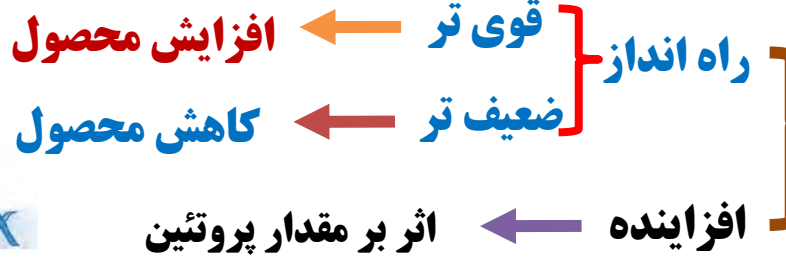 راه انداز
قوی تر
افزایش محصول
ضعیف تر
کاهش محصول
افزاینده
اثر بر مقدار پروتئین